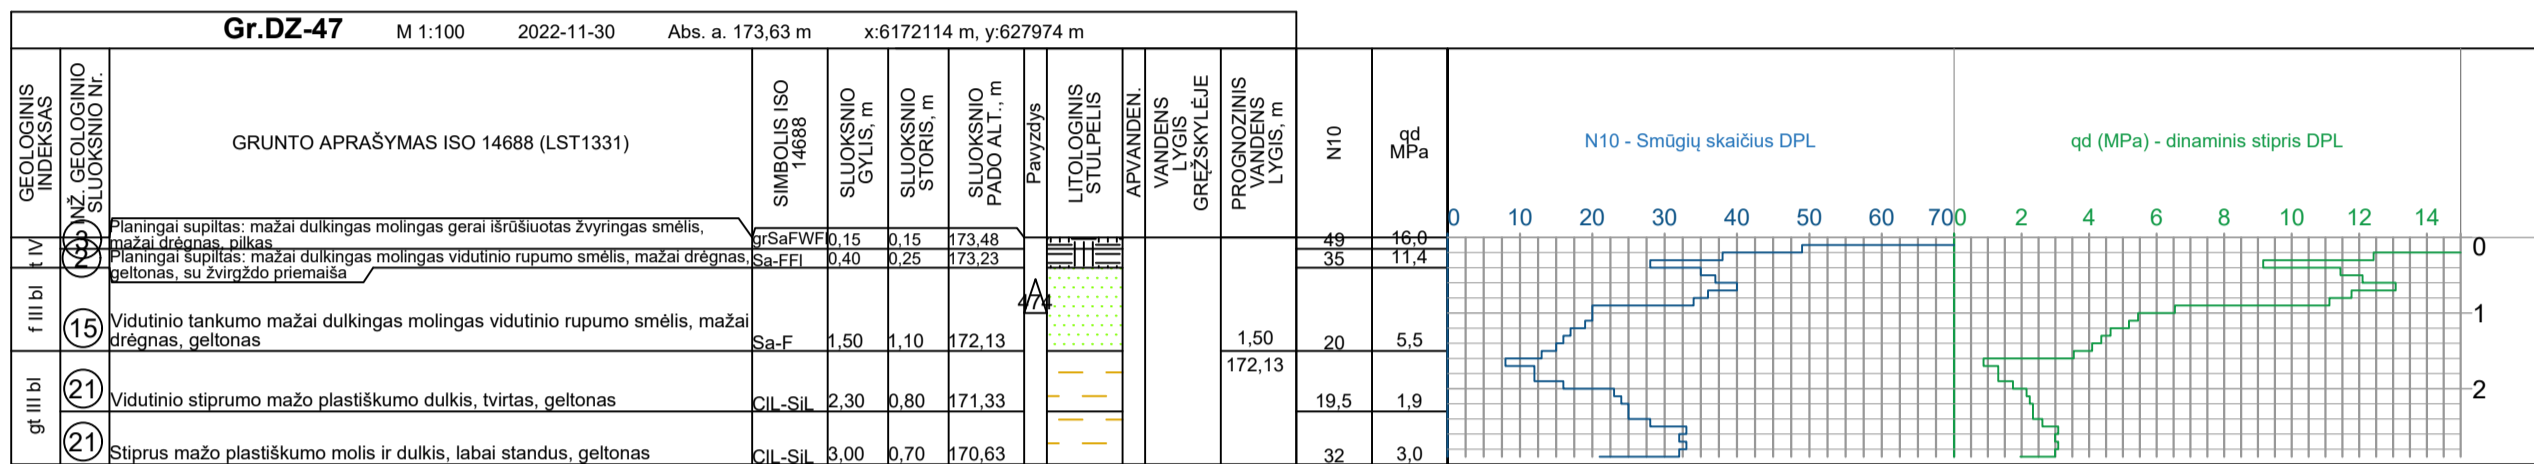 Gr.DZ-47 M 1:100 2022-11-30 Abs. a. 173,63 m x:6172114 m, y:627974 m
GEOLOGINIS
INDEKSAS
INŽ. GEOLOGINIO
SLUOKSNIO Nr.
GRUNTO APRAŠYMAS ISO 14688 (LST1331)
SIMBOLIS ISO
14688
SLUOKSNIO
GYLIS, m
SLUOKSNIO
STORIS, m
SLUOKSNIO
PADO ALT., m
Pavyzdys
LITOLOGINIS
STULPELIS
APVANDEN.
VANDENS
LYGIS
GRĘŽSKYLĖJE
PROGNOZINIS
VANDENS
LYGIS, m
N10
qd
MPa
N10 - Smūgių skaičius DPL
qd (MPa) - dinaminis stipris DPL
0 10 20 30 40 50 60 70
0 2 4 6 8 10 12 14
t IV
3
Planingai supiltas: mažai dulkingas molingas gerai išrūšiuotas žvyringas smėlis,
mažai drėgnas, pilkas
grSaFWFl 0,15 0,15 173,48 49 16,0
2
Planingai supiltas: mažai dulkingas molingas vidutinio rupumo smėlis, mažai drėgnas,
geltonas, su žvirgždo priemaiša
Sa-FFl 0,40 0,25 173,23 35 11,4
474
f III bl
15
Vidutinio tankumo mažai dulkingas molingas vidutinio rupumo smėlis, mažai
drėgnas, geltonas
Sa-F 1,50 1,10 172,13 1,50 20 5,5
172,13
gt III bl
21
Vidutinio stiprumo mažo plastiškumo dulkis, tvirtas, geltonas
ClL-SiL 2,30 0,80 171,33 19,5 1,9
21
Stiprus mažo plastiškumo molis ir dulkis, labai standus, geltonas
ClL-SiL 3,00 0,70 170,63 32 3,0
0
1
2